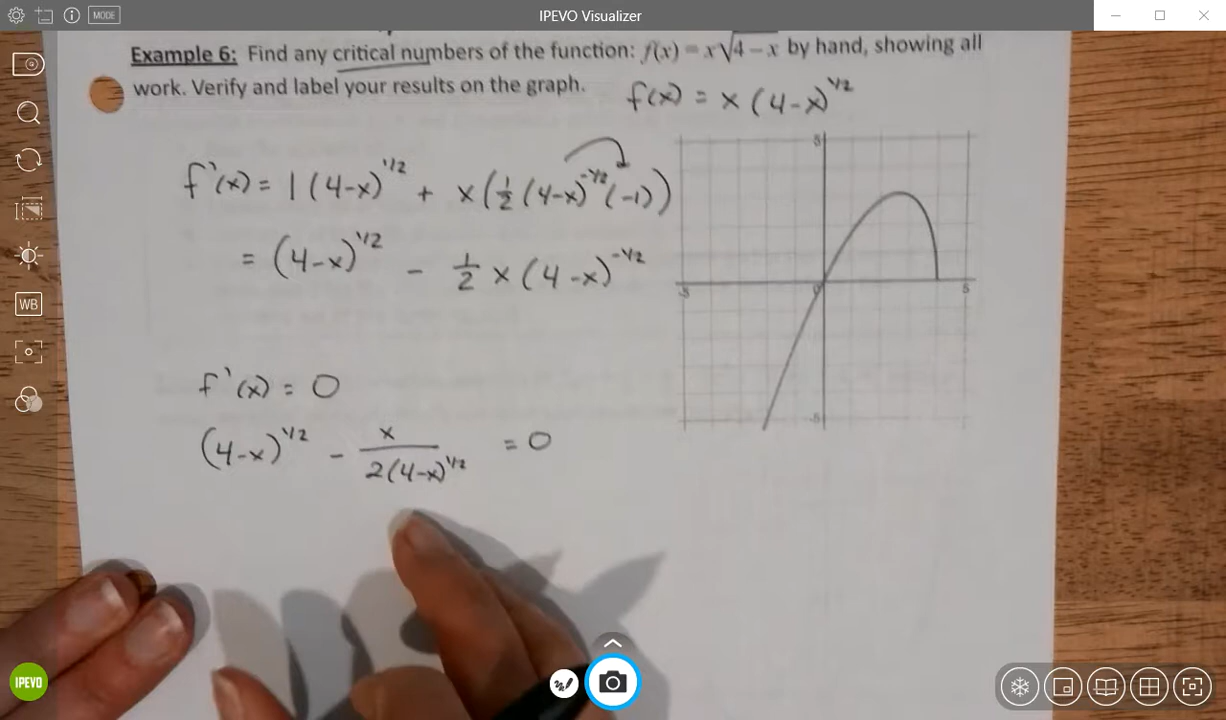 IPEVO Visualizer
MODE
Example 6: Find any critical numbers of the function: f(x) = x√4 − x by hand, showing all
work. Verify and label your results on the graph.
f(x) = x (4-x)^1/2
f'(x) = 1 (4-x)^1/2 + x (1/2 (4-x)^-1/2 (-1))
= (4-x)^1/2 - 1/2 x (4-x)^-1/2
5
-5
0
5
-5
f'(x) = 0
(4-x)^1/2 - x / 2(4-x)^1/2 = 0
WB
IPEVO